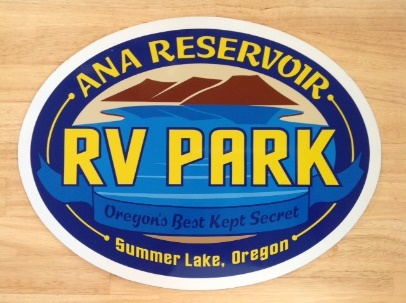 ANA RESERVOIR
RV PARK
Oregon's Best Kept Secret
Summer Lake, Oregon